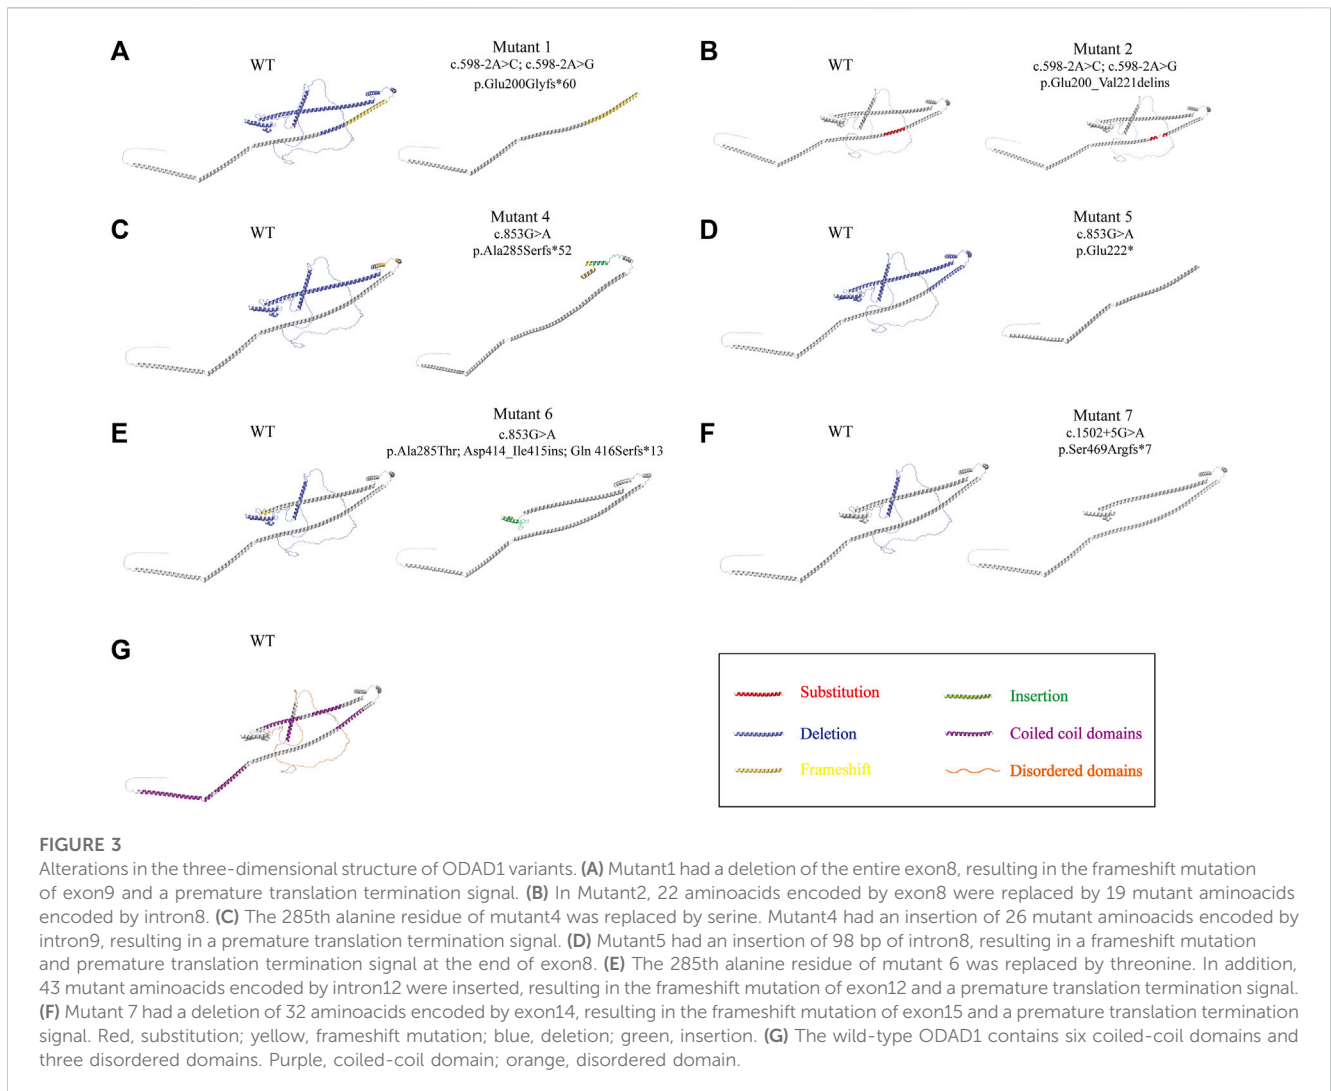 A
WT
Mutant 1
c.598-2A>C; c.598-2A>G
p.Glu200Glyfs*60
B
WT
Mutant 2
c.598-2A>C; c.598-2A>G
p.Glu200_Val221delins
C
WT
Mutant 4
c.853G>A
p.Ala285Serfs*52
D
WT
Mutant 5
c.853G>A
p.Glu222*
E
WT
Mutant 6
c.853G>A
p.Ala285Thr; Asp414_Ile415ins; Gln 416Serfs*13
F
WT
Mutant 7
c.1502+5G>A
p.Ser469Argfs*7
G
WT
Substitution
Insertion
Deletion
Coiled coil domains
Frameshift
Disordered domains
FIGURE 3
Alterations in the three-dimensional structure of ODAD1 variants. (A) Mutant1 had a deletion of the entire exon8, resulting in the frameshift mutation
of exon9 and a premature translation termination signal. (B) In Mutant2, 22 aminoacids encoded by exon8 were replaced by 19 mutant aminoacids
encoded by intron8. (C) The 285th alanine residue of mutant4 was replaced by serine. Mutant4 had an insertion of 26 mutant aminoacids encoded by
intron9, resulting in a premature translation termination signal. (D) Mutant5 had an insertion of 98 bp of intron8, resulting in a frameshift mutation
and premature translation termination signal at the end of exon8. (E) The 285th alanine residue of mutant 6 was replaced by threonine. In addition,
43 mutant aminoacids encoded by intron12 were inserted, resulting in the frameshift mutation of exon12 and a premature translation termination signal.
(F) Mutant 7 had a deletion of 32 aminoacids encoded by exon14, resulting in the frameshift mutation of exon15 and a premature translation termination
signal. Red, substitution; yellow, frameshift mutation; blue, deletion; green, insertion. (G) The wild-type ODAD1 contains six coiled-coil domains and
three disordered domains. Purple, coiled-coil domain; orange, disordered domain.